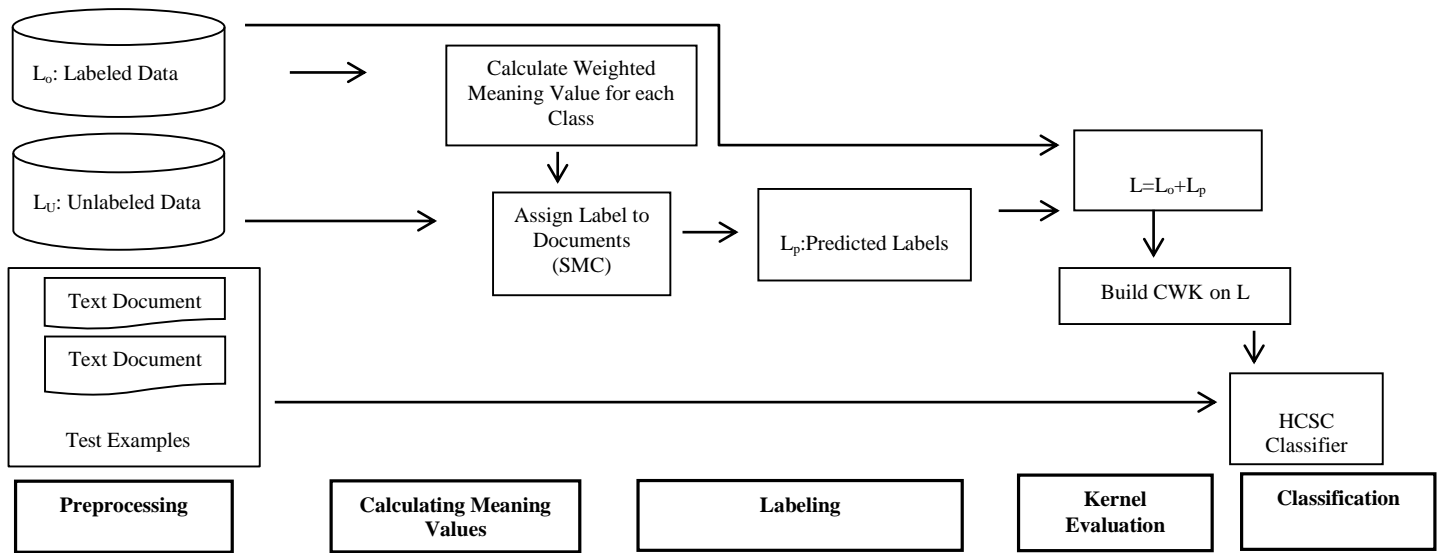 Lo: Labeled Data
Calculate Weighted
Meaning Value for each
Class
LU: Unlabeled Data
Assign Label to
Documents
(SMC)
Lp:Predicted Labels
L=Lo+Lp
Build CWK on L
Text Document
Text Document
Test Examples
HCSC
Classifier
Preprocessing
Calculating Meaning
Values
Labeling
Kernel
Evaluation
Classification